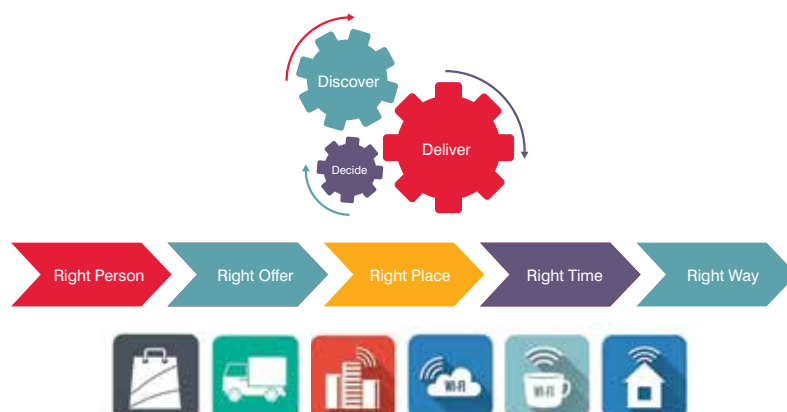 Discover
Deliver
Decide
Right Person
Right Offer
Right Place
Right Time
Right Way
WI-FI
WI-FI